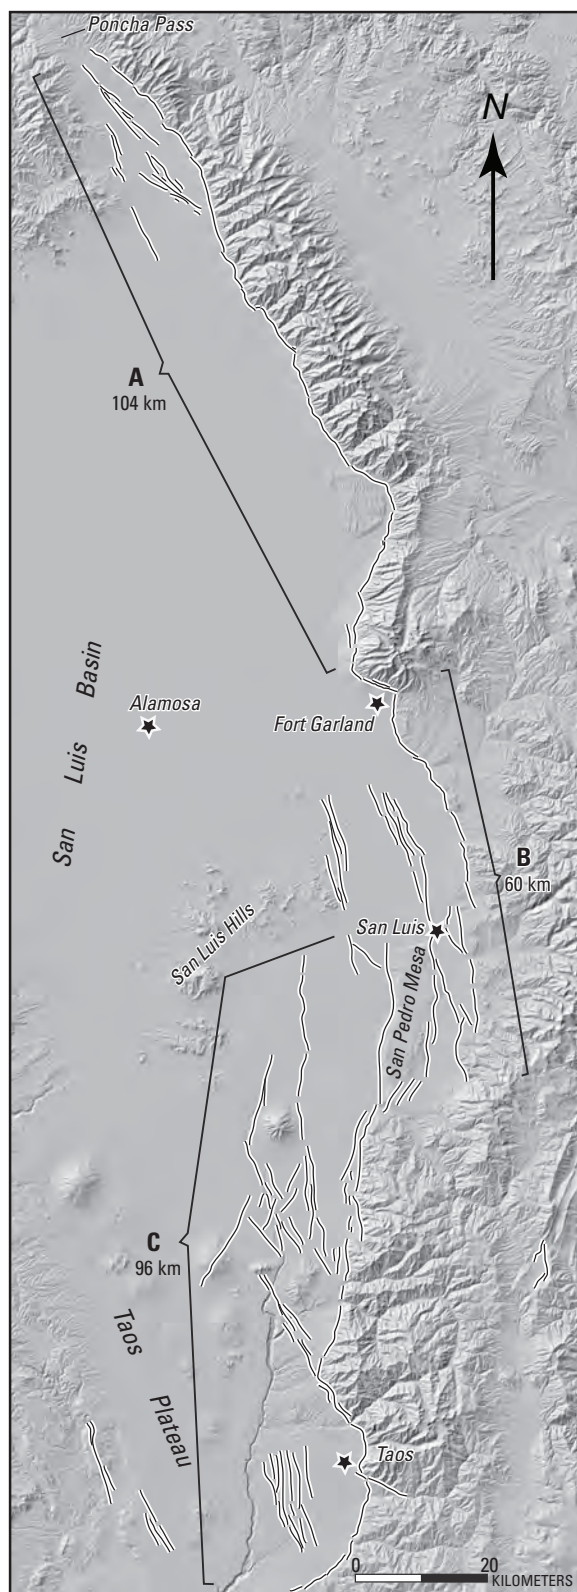 Poncha Pass
N
A
104 km
San Luis Basin
Alamosa
Fort Garland
B
60 km
San Luis
San Luis Hills
San Pedro Mesa
C
96 km
Taos Plateau
Taos
0 20
KILOMETERS